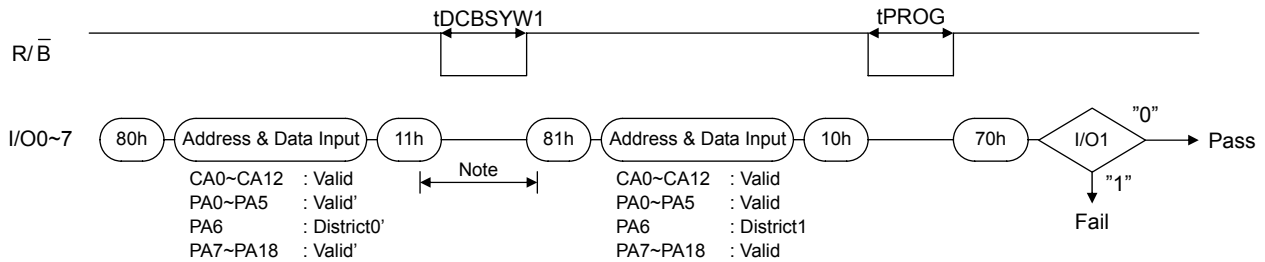 tDCBSYW1 tPROG
R/B̅
I/O0~7 80h Address & Data Input 11h 81h Address & Data Input 10h 70h I/O1 "0" Pass
Note
"1"
Fail
CA0~CA12 : Valid
PA0~PA5 : Valid’
PA6 : District0’
PA7~PA18 : Valid’
CA0~CA12 : Valid
PA0~PA5 : Valid
PA6 : District1
PA7~PA18 : Valid